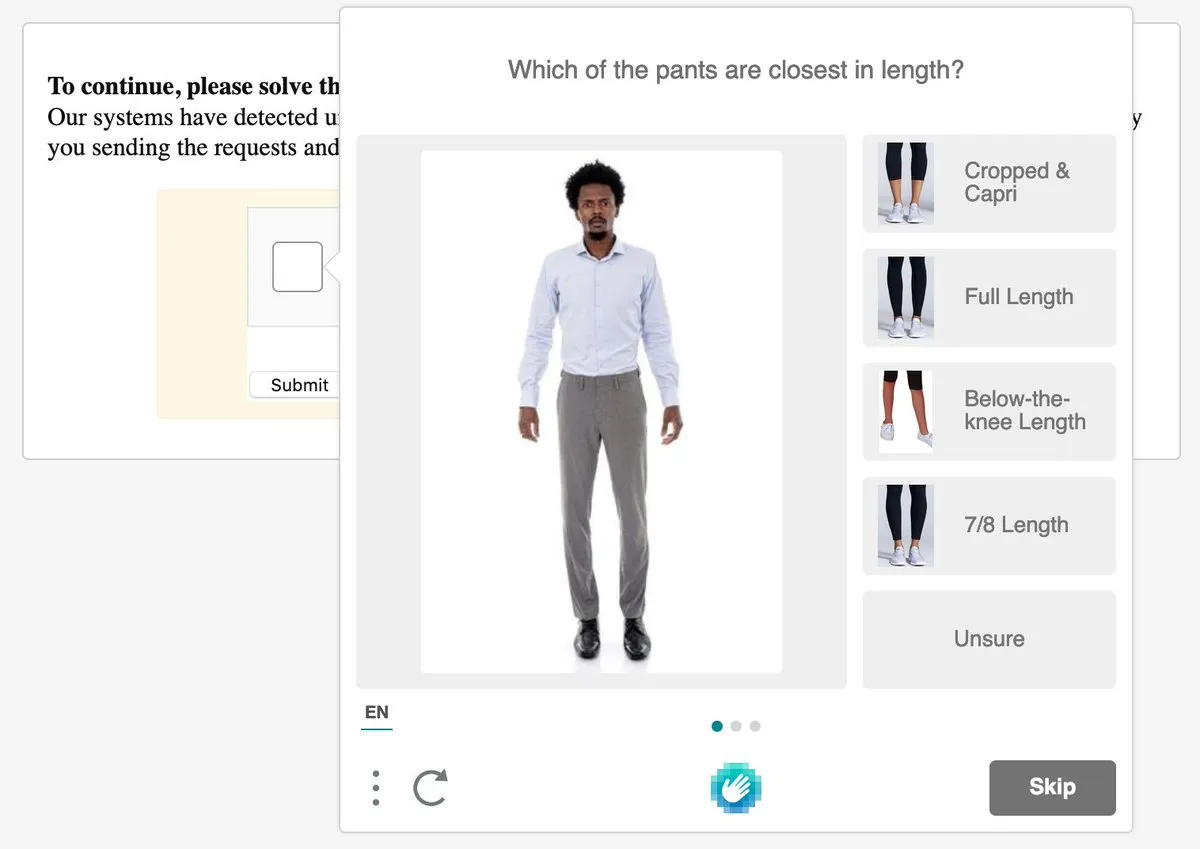 Which of the pants are closest in length?
To continue, please solve th
Our systems have detected
y
you sending the requests and
Submit
Cropped &
Capri
Full Length
Below-the-
knee Length
7/8 Length
Unsure
EN
Skip